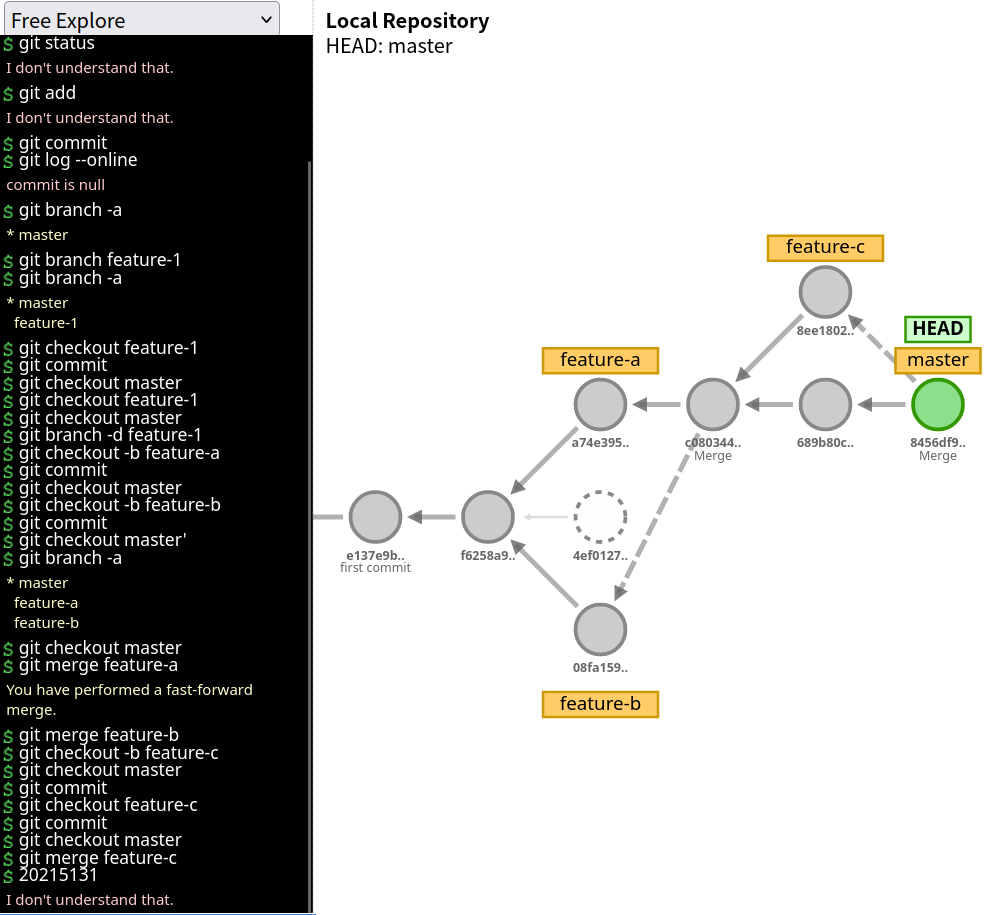 Free Explore
$ git status
I don't understand that.
$ git add
I don't understand that.
$ git commit
$ git log --online
commit is null
$ git branch -a
* master
$ git branch feature-1
$ git branch -a
* master
feature-1
$ git checkout feature-1
$ git commit
$ git checkout master
$ git checkout feature-1
$ git checkout master
$ git branch -d feature-1
$ git checkout -b feature-a
$ git commit
$ git checkout master
$ git checkout -b feature-b
$ git commit
$ git checkout master'
$ git branch -a
* master
feature-a
feature-b
$ git checkout master
$ git merge feature-a
You have performed a fast-forward
merge.
$ git merge feature-b
$ git checkout -b feature-c
$ git checkout master
$ git commit
$ git checkout feature-c
$ git commit
$ git checkout master
$ git merge feature-c
$ 20215131
I don't understand that.
Local Repository
HEAD: master
feature-c
8ee1802..
HEAD
master
feature-a
a74e395..
c080344..
Merge
689b80c..
8456df9..
Merge
e137e9b..
first commit
f6258a9..
4ef0127..
08fa159..
feature-b